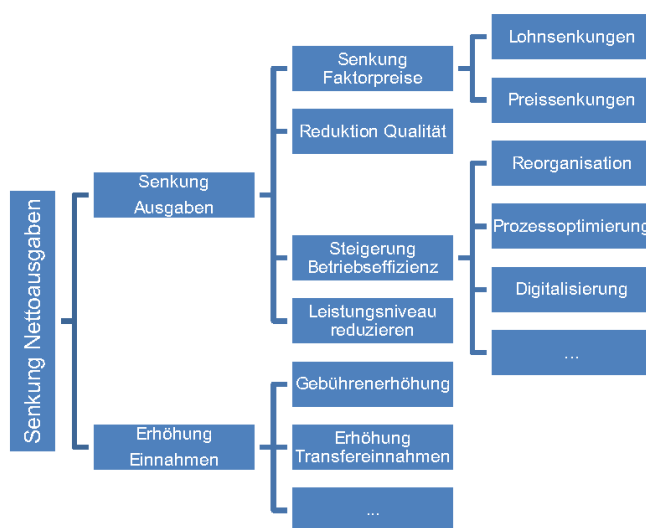 Senkung Nettoausgaben
Senkung
Ausgaben
Senkung
Faktorpreise
Lohnsenkungen
Preissenkungen
Reduktion Qualität
Steigerung
Betriebseffizienz
Reorganisation
Prozessoptimierung
Digitalisierung
...
Leistungsniveau
reduzieren
Erhöhung
Einnahmen
Gebührenerhöhung
Erhöhung
Transfereinnahmen
...